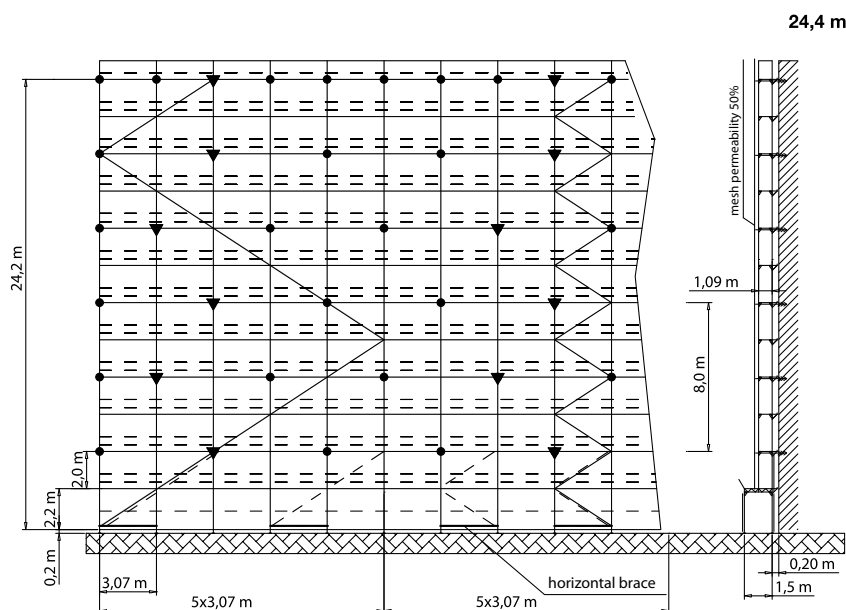 24,4 m
mesh permeability 50%
24,2 m
1,09 m
8,0 m
2,0 m
2,2 m
0,2 m
3,07 m
horizontal brace
0,20 m
1,5 m
5x3,07 m
5x3,07 m